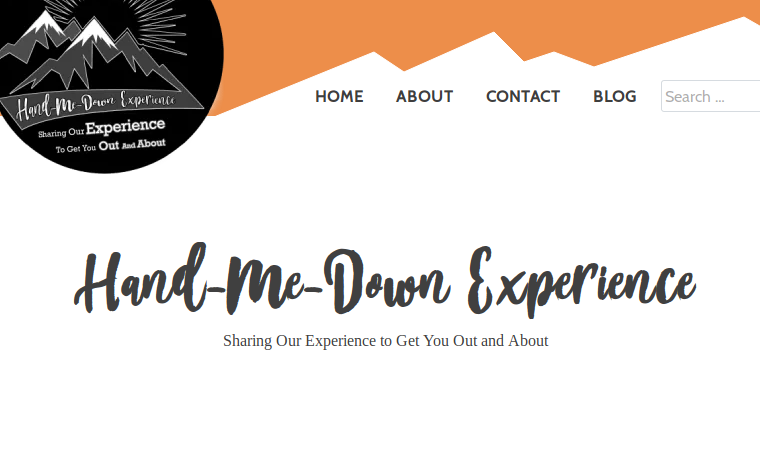 Hand-Me-Down Experience
Sharing Our Experience
To Get You Out And About
HOME ABOUT CONTACT BLOG Search ...
Hand-Me-Down Experience
Sharing Our Experience to Get You Out and About